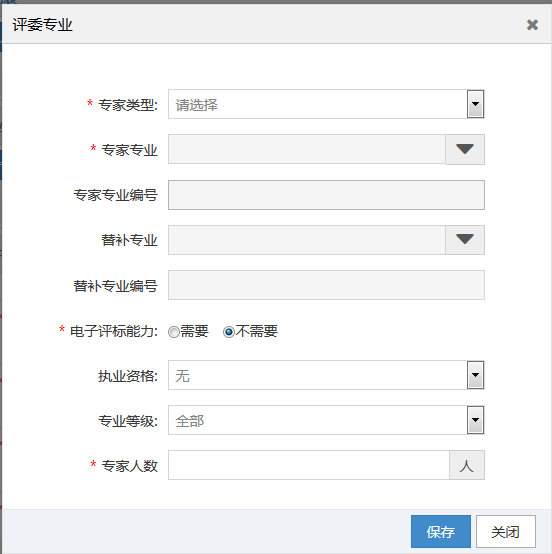 评委专业
* 专家类型: 请选择
* 专家专业
专家专业编号
替补专业
替补专业编号
* 电子评标能力: 需要 不需要
执业资格: 无
专业等级: 全部
* 专家人数 人
保存 关闭